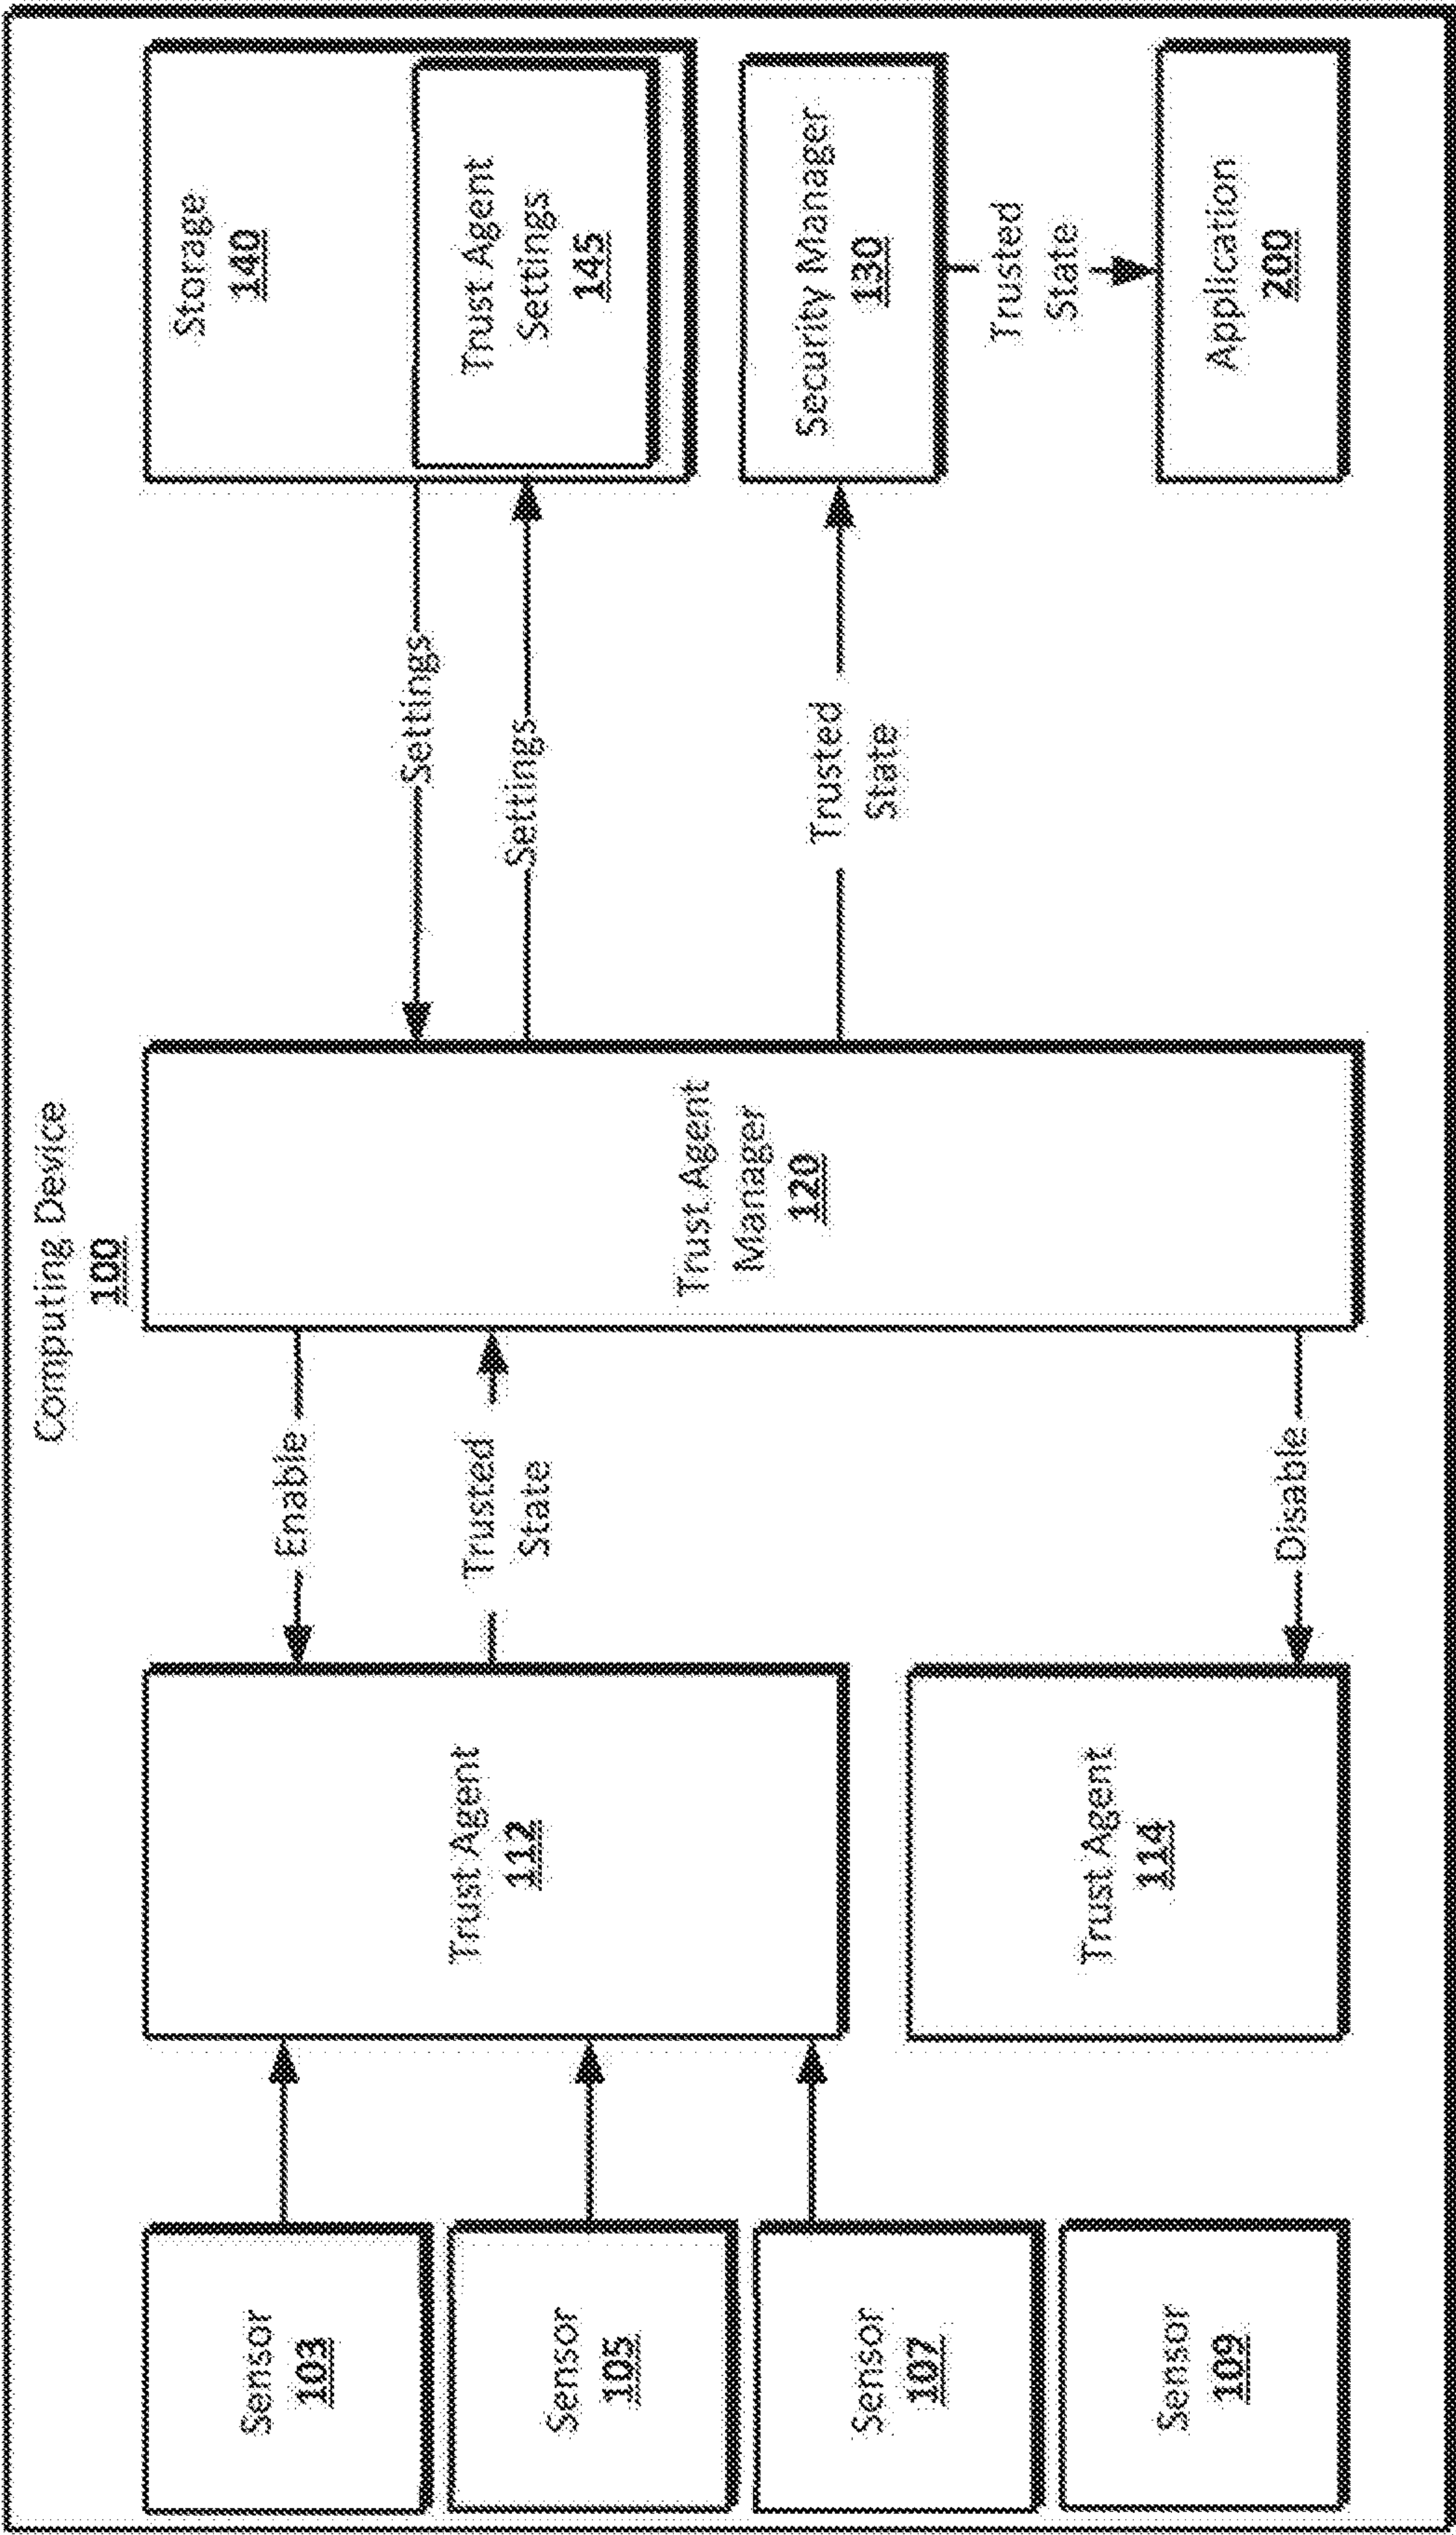 Computing Device
100
Sensor
103
Sensor
105
Sensor
107
Sensor
109
Trust Agent
112
Trust Agent
114
Enable
Trusted
State
Disable
Trust Agent
Manager
120
Settings
Settings
Trusted
State
Storage
140
Trust Agent
Settings
145
Security Manager
130
Trusted
State
Application
200